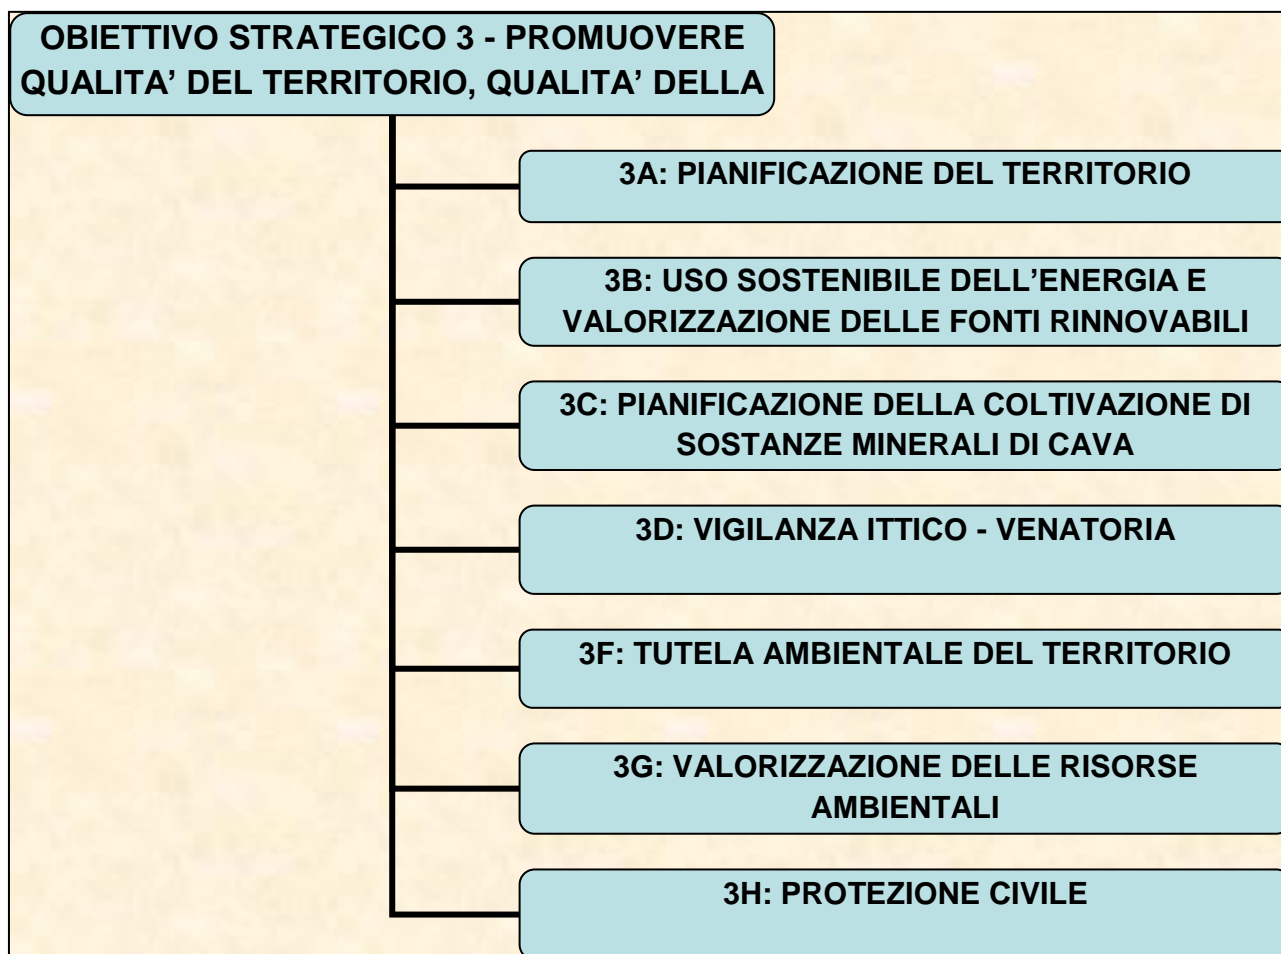 OBIETTIVO STRATEGICO 3 - PROMUOVERE
QUALITA’ DEL TERRITORIO, QUALITA’ DELLA
3A: PIANIFICAZIONE DEL TERRITORIO
3B: USO SOSTENIBILE DELL’ENERGIA E
VALORIZZAZIONE DELLE FONTI RINNOVABILI
3C: PIANIFICAZIONE DELLA COLTIVAZIONE DI
SOSTANZE MINERALI DI CAVA
3D: VIGILANZA ITTICO - VENATORIA
3F: TUTELA AMBIENTALE DEL TERRITORIO
3G: VALORIZZAZIONE DELLE RISORSE
AMBIENTALI
3H: PROTEZIONE CIVILE